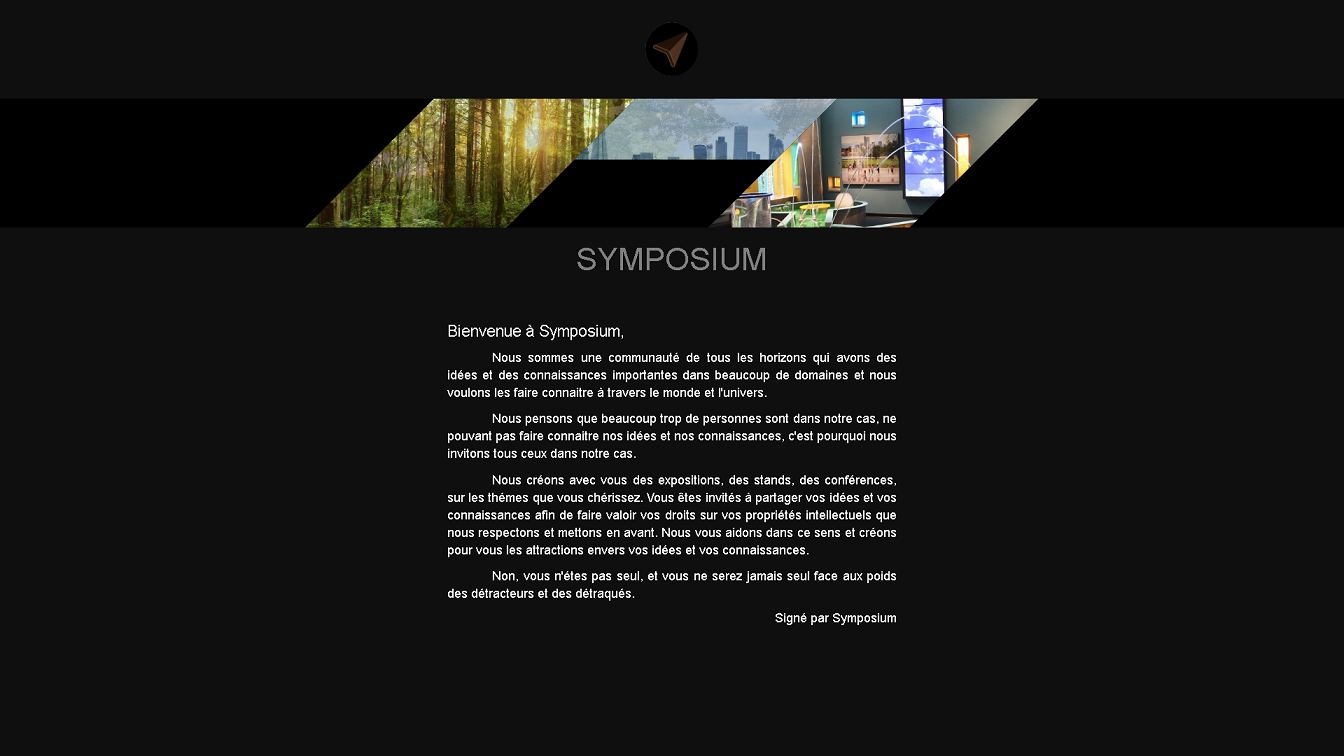 SYMPOSIUM
Bienvenue à Symposium,
Nous sommes une communauté de tous les horizons qui avons des
idées et des connaissances importantes dans beaucoup de domaines et nous
voulons les faire connaitre à travers le monde et l'univers.
Nous pensons que beaucoup trop de personnes sont dans notre cas, ne
pouvant pas faire connaitre nos idées et nos connaissances, c'est pourquoi nous
invitons tous ceux dans notre cas.
Nous créons avec vous des expositions, des stands, des conférences,
sur les thémes que vous chérissez. Vous êtes invités à partager vos idées et vos
connaissances afin de faire valoir vos droits sur vos propriétés intellectuels que
nous respectons et mettons en avant. Nous vous aidons dans ce sens et créons
pour vous les attractions envers vos idées et vos connaissances.
Non, vous n'étes pas seul, et vous ne serez jamais seul face aux poids
des détracteurs et des détraqués.
Signé par Symposium